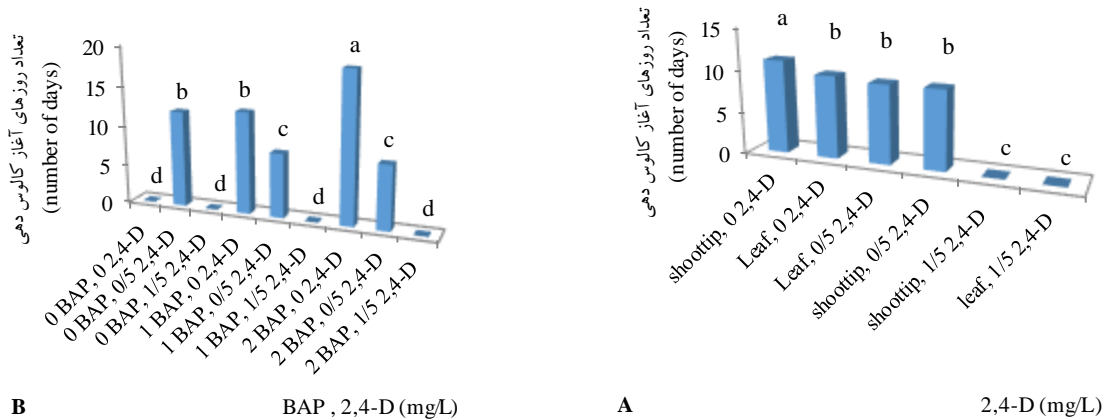 تعداد روزهای آغاز کالوس دهی
(number of days)
20
15
10
5
0
d
b
d
b
c
d
a
c
d
0 BAP, 0 2,4-D
0 BAP, 0/5 2,4-D
0 BAP, 1/5 2,4-D
1 BAP, 0 2,4-D
1 BAP, 0/5 2,4-D
1 BAP, 1/5 2,4-D
2 BAP, 0 2,4-D
2 BAP, 0/5 2,4-D
2 BAP, 1/5 2,4-D
B
BAP , 2,4-D (mg/L)
تعداد روزهای آغاز کالوس دهی
(number of days)
15
10
5
0
a
b
b
b
c
c
shoottip, 0 2,4-D
Leaf, 0 2,4-D
Leaf, 0/5 2,4-D
shoottip, 0/5 2,4-D
shoottip, 1/5 2,4-D
leaf, 1/5 2,4-D
A
2,4-D (mg/L)